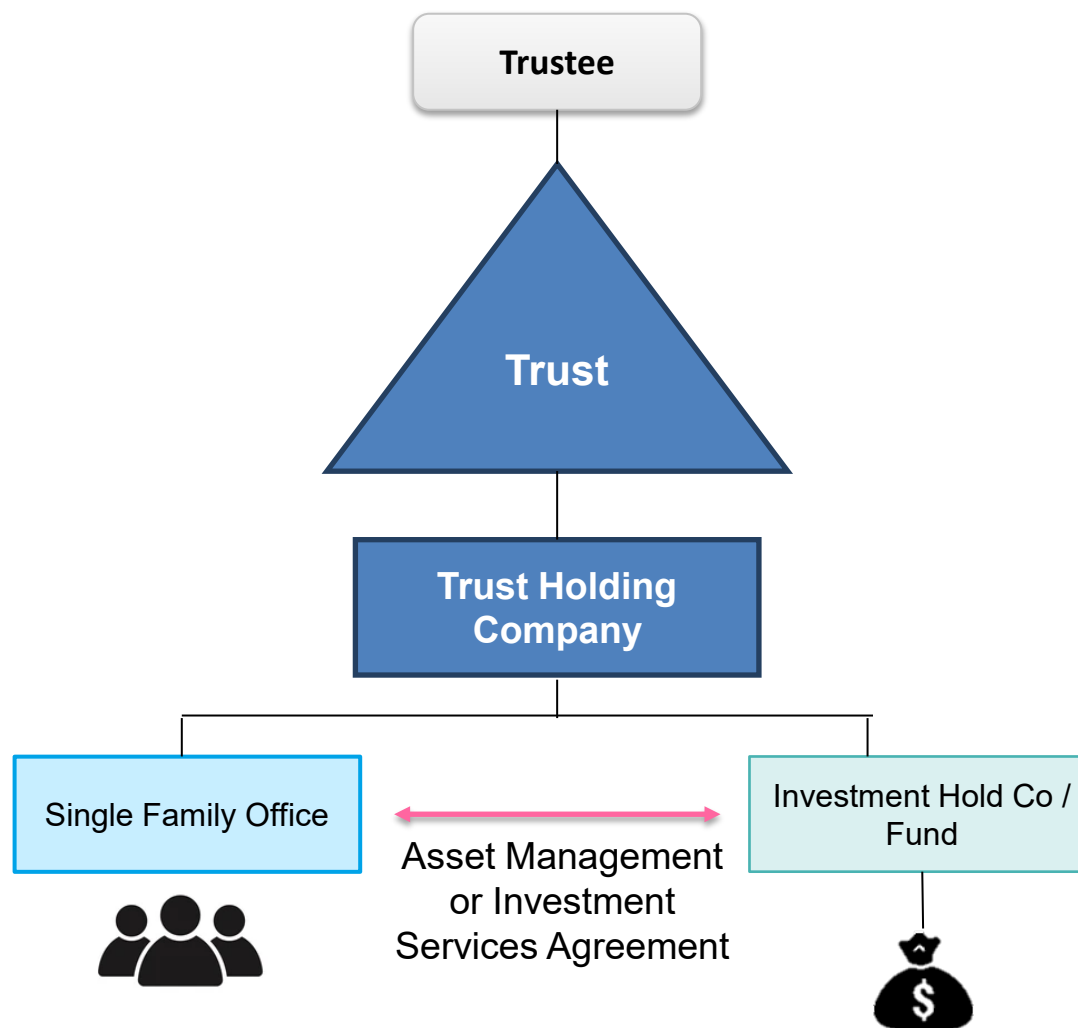 Trustee
Trust
Trust Holding
Company
Single Family Office
Investment Hold Co /
Fund
Asset Management
or Investment
Services Agreement
$